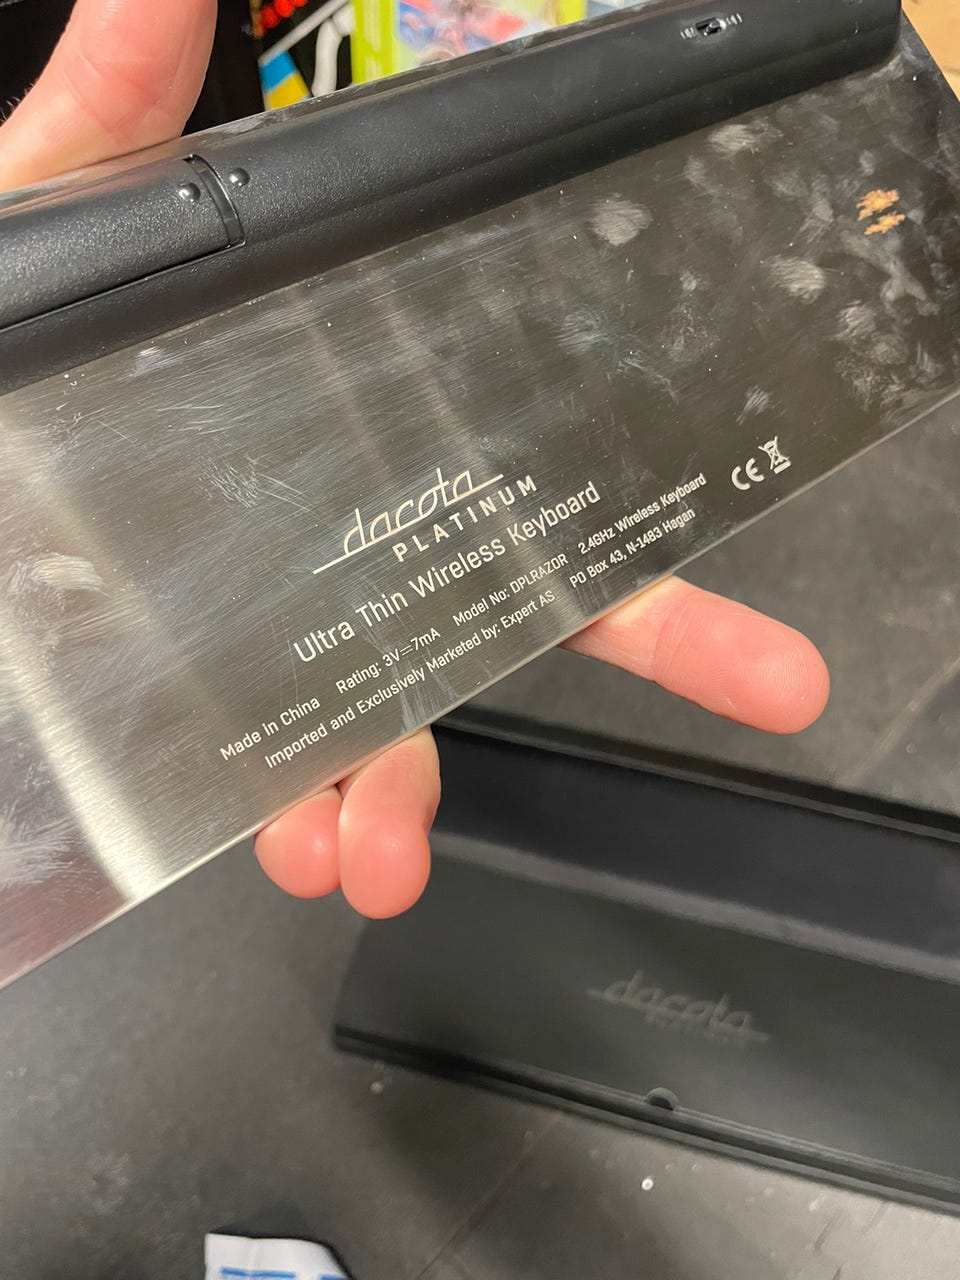 dacota
PLATINUM
Ultra Thin Wireless Keyboard
Made in China Rating: 3V⎓7mA Model No: DPLRAZOR 2.4GHz Wireless Keyboard
Imported and Exclusively Marketed by: Expert AS PO Box 43, N-1483 Hagan
CE
dacota